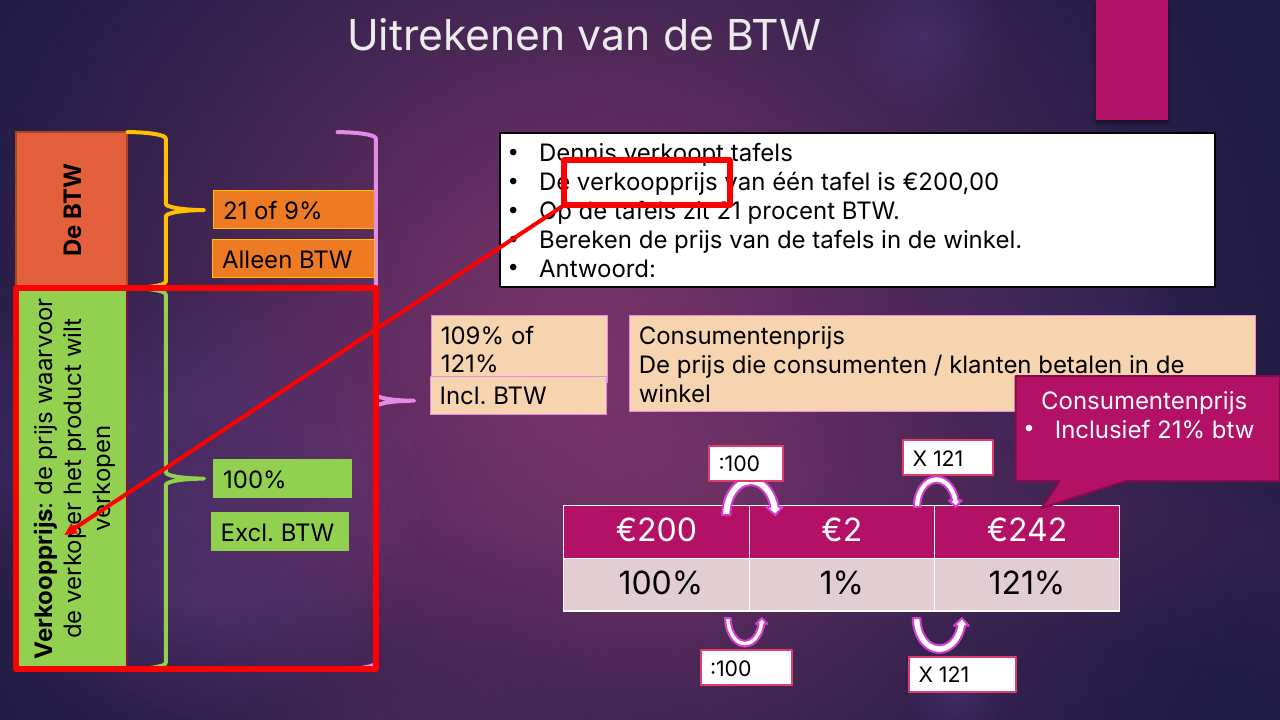 Uitrekenen van de BTW
De BTW
21 of 9%
Alleen BTW
• Dennis verkoopt tafels
• De verkoopprijs van één tafel is €200,00
• Op de tafels zit 21 procent BTW.
• Bereken de prijs van de tafels in de winkel.
• Antwoord:
Verkoopprijs: de prijs waarvoor
de verkoper het product wilt
verkopen
100%
Excl. BTW
109% of
121%
Incl. BTW
Consumentenprijs
De prijs die consumenten / klanten betalen in de
winkel
Consumentenprijs
• Inclusief 21% btw
:100
X 121
€200 €2 €242
100% 1% 121%
:100
X 121